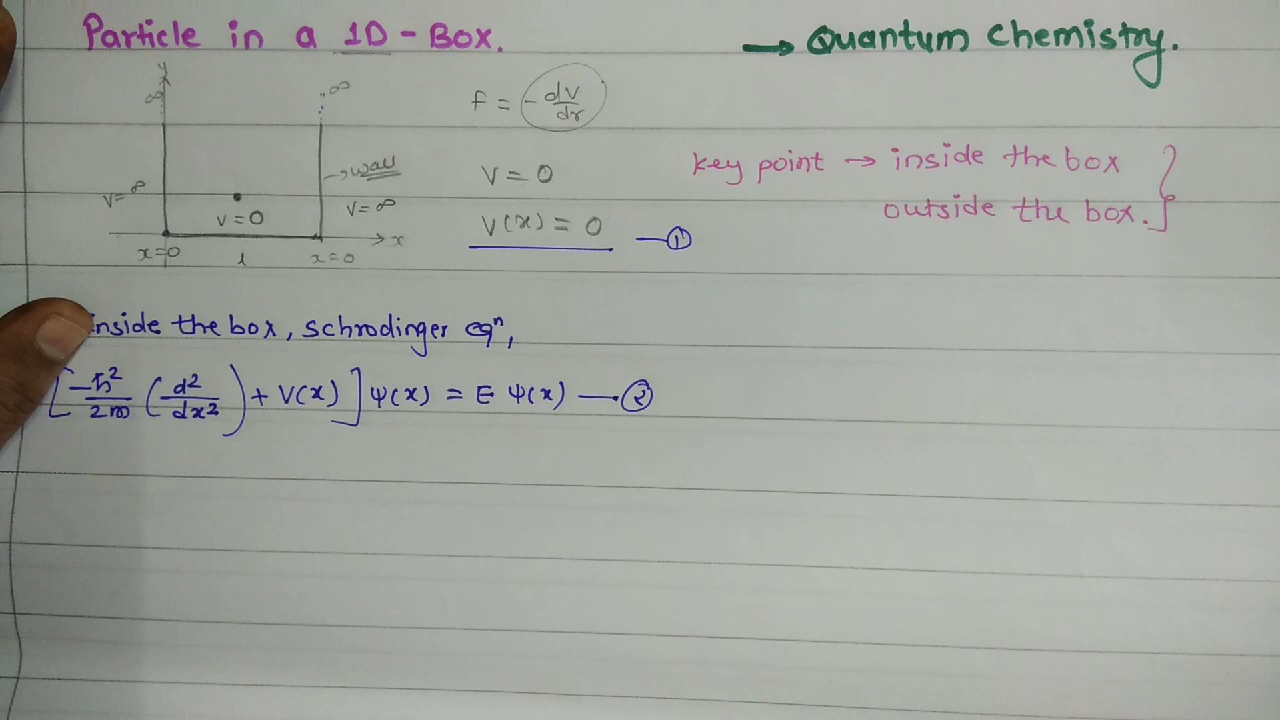 Particle in a 1D - Box.
→ Quantum chemistry.
y
∞
∞
f = - dv/dr
→ wall
V = 0
key point → inside the box
outside the box.
V = ∞
V = 0
V = ∞
V(x) = 0 — ①
x
x=0
l
x=0
inside the box, schrodinger eqⁿ,
[ -ħ²/2m ( d²/dx² ) + V(x) ] Ψ(x) = E Ψ(x) — ②